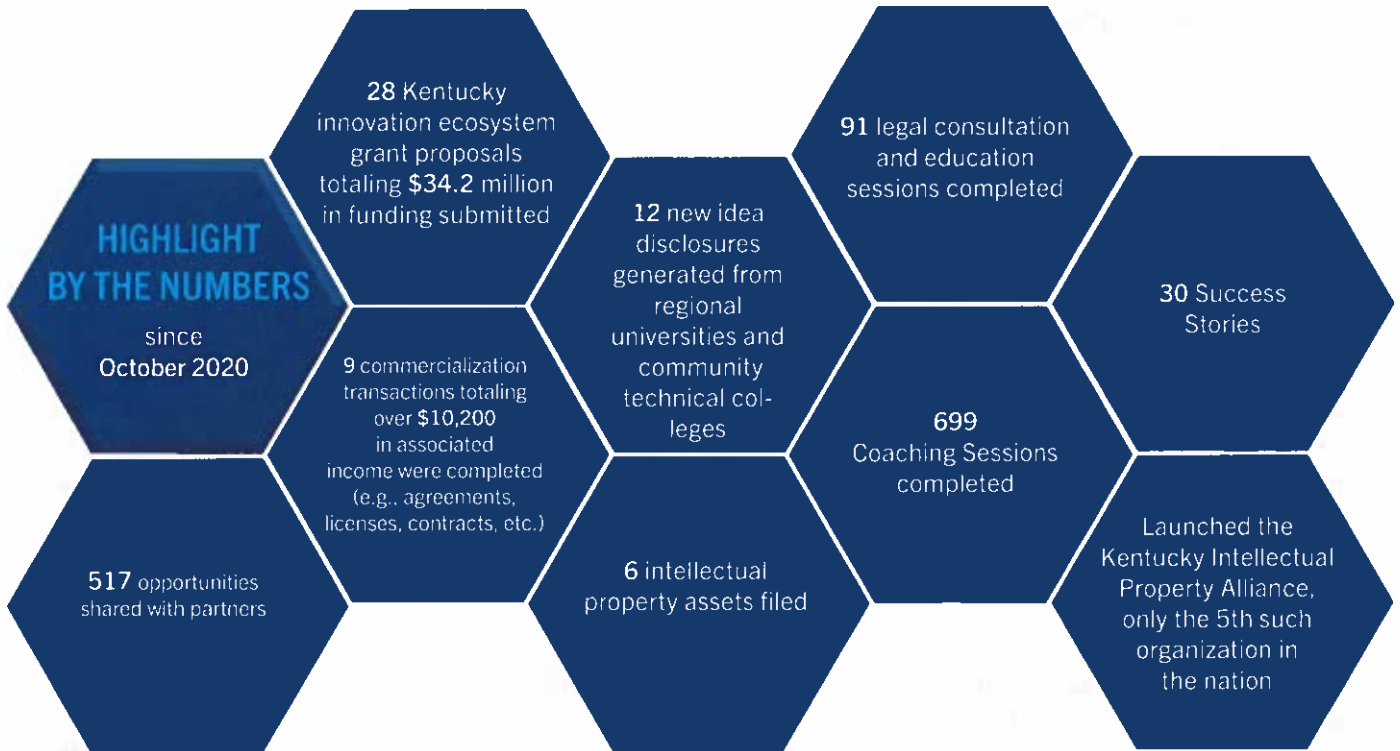 HIGHLIGHT
BY THE NUMBERS
since
October 2020
28 Kentucky
innovation ecosystem
grant proposals
totaling $34.2 million
in funding submitted
91 legal consultation
and education
sessions completed
12 new idea
disclosures
generated from
regional
universities and
community
technical col-
leges
30 Success
Stories
9 commercialization
transactions totaling
over $10,200
in associated
income were completed
(e.g., agreements,
licenses, contracts, etc.)
699
Coaching Sessions
completed
517 opportunities
shared with partners
6 intellectual
property assets filed
Launched the
Kentucky Intellectual
Property Alliance,
only the 5th such
organization in
the nation